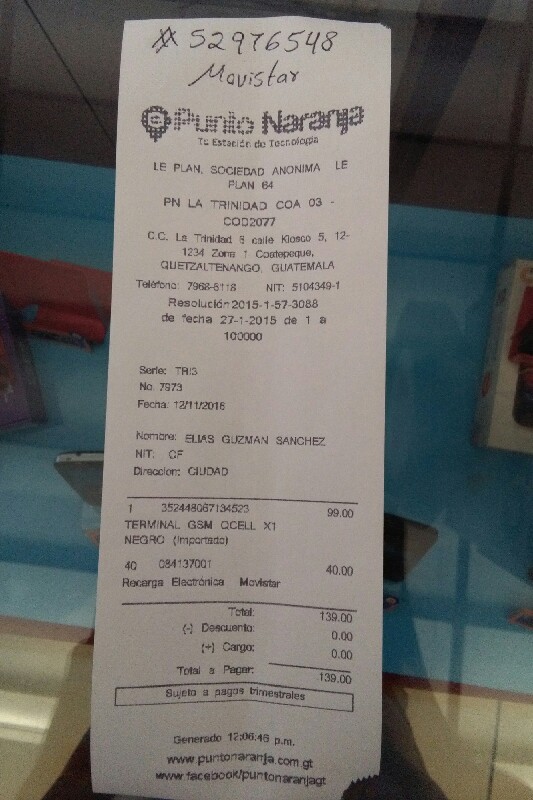 52976548
Movistar
Punto Naranja
Tu Estación de Tecnología
LE PLAN, SOCIEDAD ANONIMA LE
PLAN 64
PN LA TRINIDAD COA 03 -
COD2077
C.C. La Trinidad 6 calle Kiosco 5, 12-
1234 Zona 1 Coatepeque,
QUETZALTENANGO, GUATEMALA
Teléfono: 7968-6118 NIT: 5104349-1
Resolución 2015-1-57-3088
de fecha 27-1-2015 de 1 a
100000
Serie: TRI3
No. 7973
Fecha: 12/11/2016
Nombre: ELIAS GUZMAN SANCHEZ
NIT: CF
Direccion: CIUDAD
1 352448067134523 99.00
TERMINAL GSM QCELL X1
NEGRO (Importado)
40 084137001 40.00
Recarga Electrónica Movistar
Total: 139.00
(-) Descuento: 0.00
(+) Cargo: 0.00
Total a Pagar: 139.00
Sujeto a pagos trimestrales
Generado 12:06:46 p.m.
www.puntonaranja.com.gt
www.facebook/puntonaranjagt